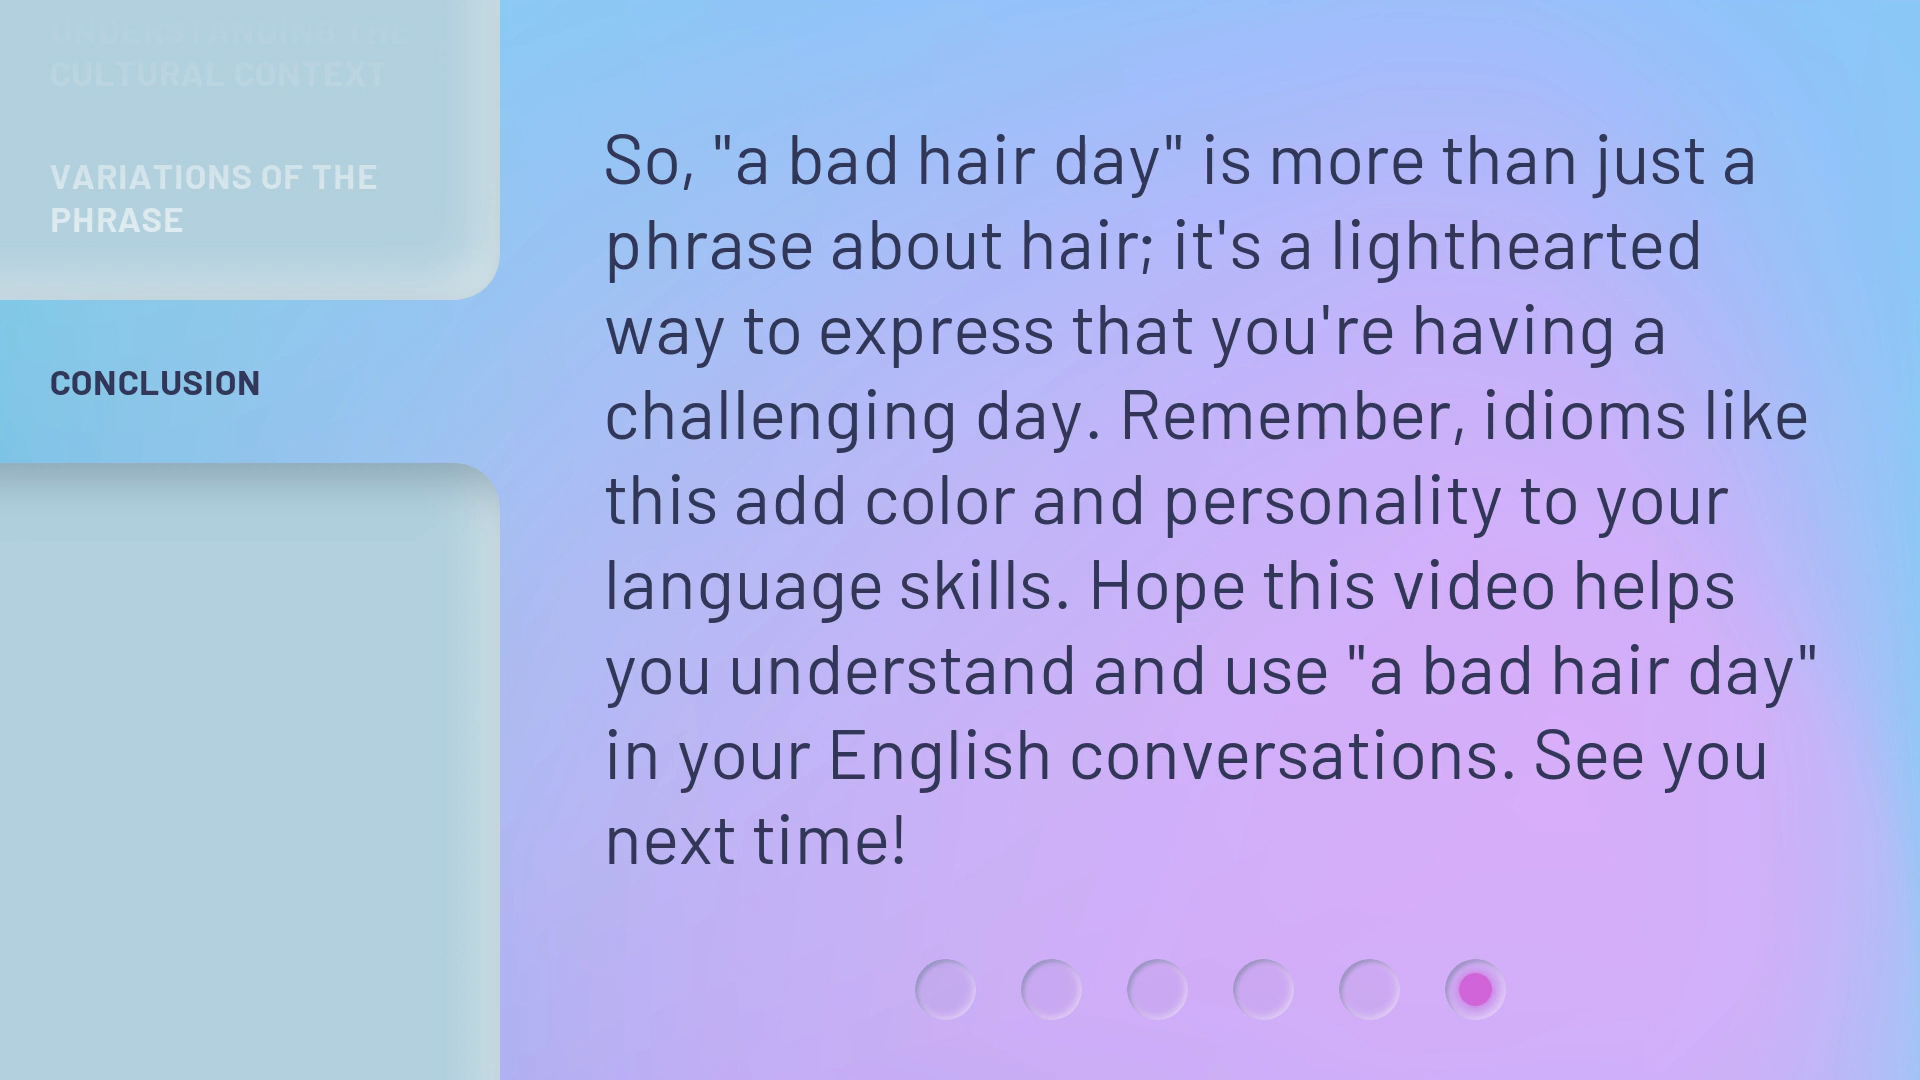 UNDERSTANDING THE
CULTURAL CONTEXT
VARIATIONS OF THE
PHRASE
CONCLUSION
So, "a bad hair day" is more than just a
phrase about hair; it's a lighthearted
way to express that you're having a
challenging day. Remember, idioms like
this add color and personality to your
language skills. Hope this video helps
you understand and use "a bad hair day"
in your English conversations. See you
next time!